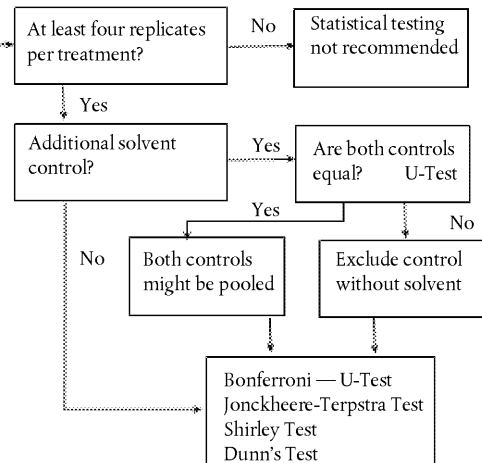 At least four replicates
per treatment?
No
Statistical testing
not recommended
Yes
Additional solvent
control?
Yes
Are both controls
equal? U-Test
Yes
No
No
Both controls
might be pooled
Exclude control
without solvent
Bonferroni — U-Test
Jonckheere-Terpstra Test
Shirley Test
Dunn's Test